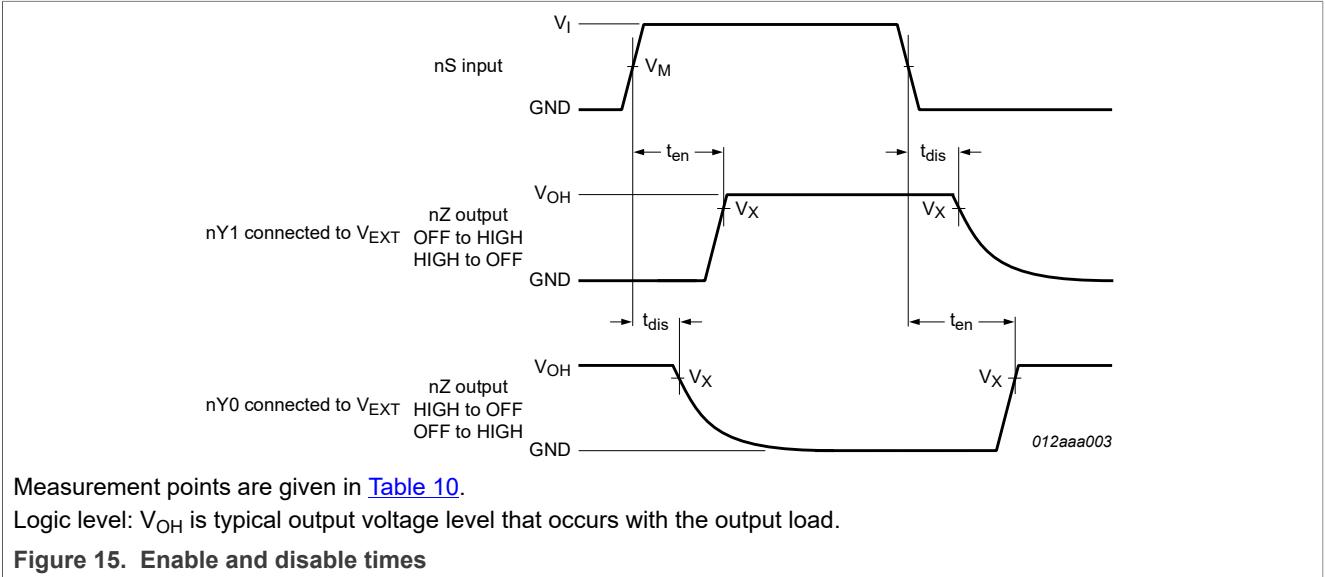 V_I
nS input
V_M
GND
t_en
t_dis
V_OH
nZ output
nY1 connected to V_EXT
OFF to HIGH
HIGH to OFF
V_X
V_X
GND
t_dis
t_en
V_OH
nZ output
nY0 connected to V_EXT
HIGH to OFF
OFF to HIGH
V_X
V_X
GND
012aaa003
Measurement points are given in Table 10.
Logic level: V_OH is typical output voltage level that occurs with the output load.
Figure 15. Enable and disable times